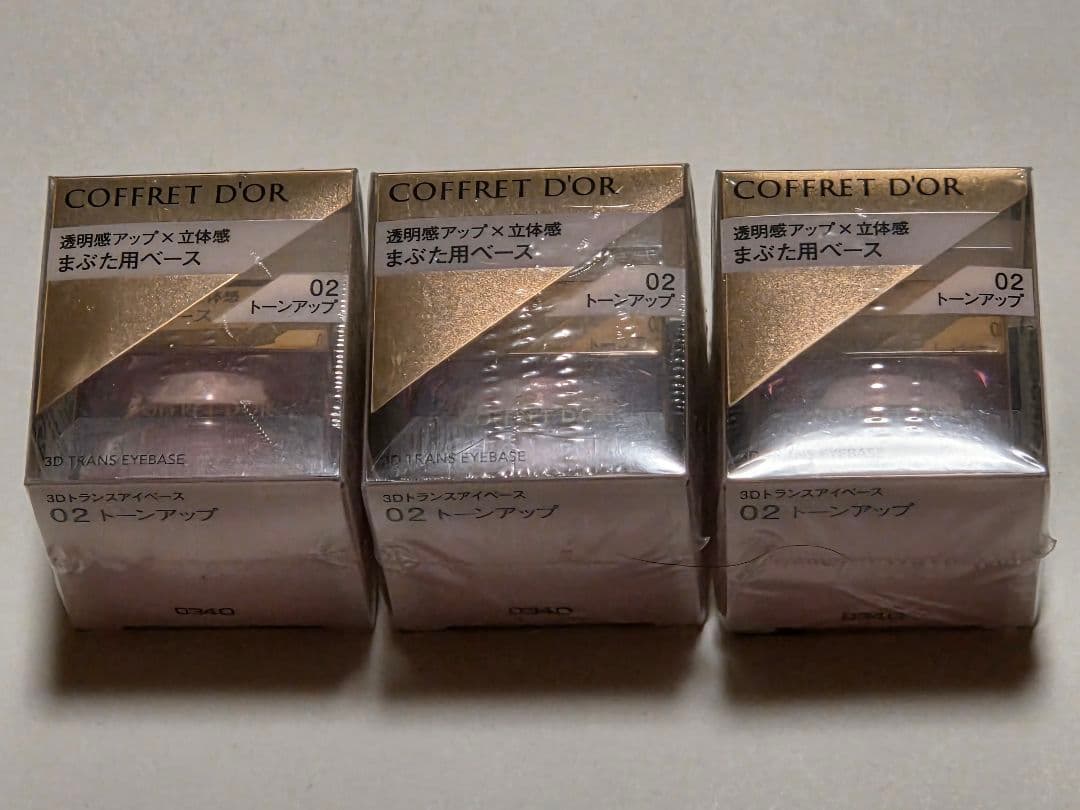 COFFRET D'OR
透明感アップ×立体感
まぶた用ベース
02
トーンアップ
COFFRET D'OR
3D TRANS EYEBASE
3Dトランスアイベース
02 トーンアップ
0340
COFFRET D'OR
透明感アップ×立体感
まぶた用ベース
02
トーンアップ
COFFRET D'O
3D TRANS EYEBASE
3Dトランスアイベース
02 トーンアップ
0340
COFFRET D'OR
透明感アップ×立体感
まぶた用ベース
02
トーンアップ
3D TRANS EYEBASE
3Dトランスアイベース
02 トーンアップ
0340